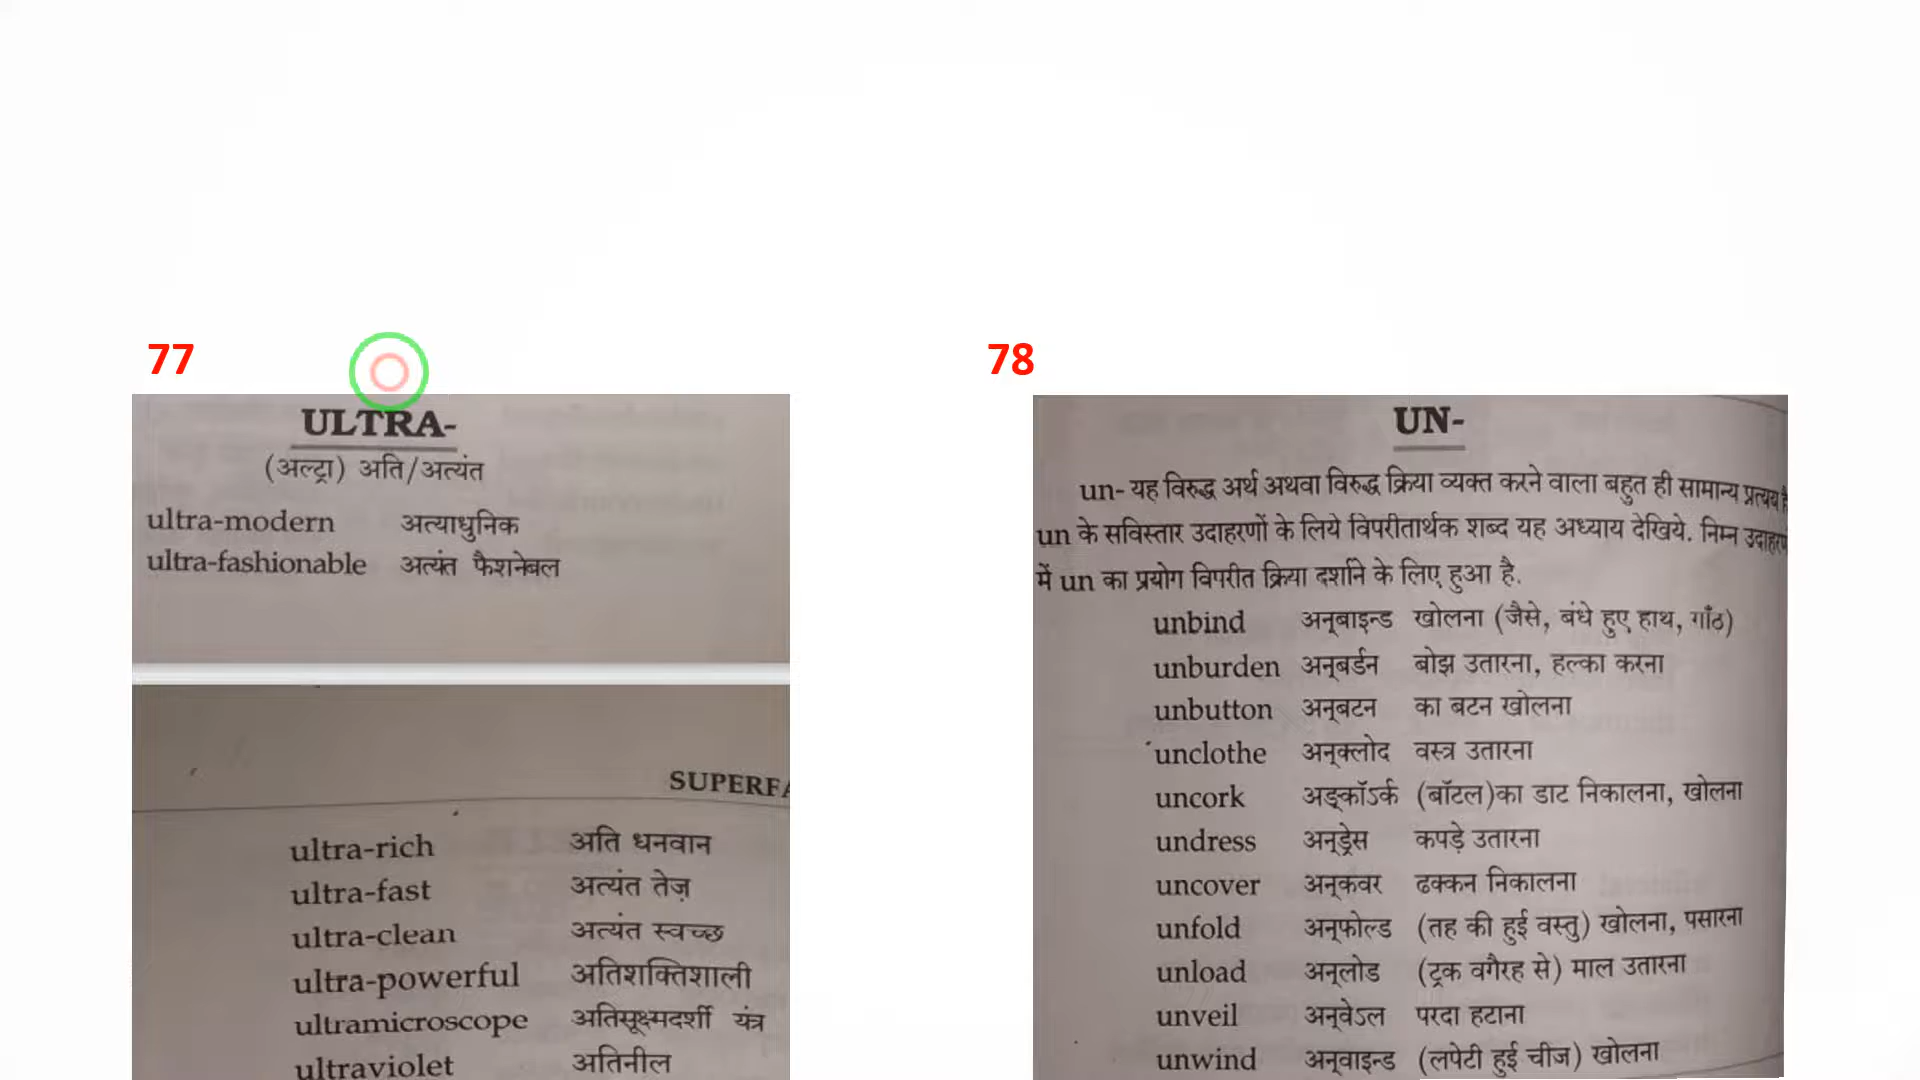 77
ULTRA-
(अल्ट्रा) अति/अत्यंत
ultra-modern अत्याधुनिक
ultra-fashionable अत्यंत फैशनेबल
ultra-rich अति धनवान
ultra-fast अत्यंत तेज़
ultra-clean अत्यंत स्वच्छ
ultra-powerful अतिशक्तिशाली
ultramicroscope अतिसूक्ष्मदर्शी यंत्र
ultraviolet अतिनील
78
UN-
un- यह विरुद्ध अर्थ अथवा विरुद्ध क्रिया व्यक्त करने वाला बहुत ही सामान्य प्रत्यय है
un के सविस्तार उदाहरणों के लिये विपरीतार्थक शब्द यह अध्याय देखिये. निम्न
में un का प्रयोग विपरीत क्रिया दर्शाने के लिए हुआ है.
unbind अन्‌बाइन्ड खोलना (जैसे, बंधे हुए हाथ, गाँठ)
unburden अन्‌बर्डन बोझ उतारना, हल्का करना
unbutton अन्‌बटन का बटन खोलना
unclothe अन्‌क्लोद वस्त्र उतारना
uncork अङ्‌कॉऽर्क (बॉटल)का डाट निकालना, खोलना
undress अन्‌ड्रेस कपड़े उतारना
uncover अन्‌कवर ढक्कन निकालना
unfold अन्‌फोल्ड (तह की हुई वस्तु) खोलना, पसारना
unload अन्‌लोड (ट्रक वगैरह से) माल उतारना
unveil अन्‌वेऽल परदा हटाना
unwind अन्‌वाइन्ड (लपेटी हुई चीज) खोलना